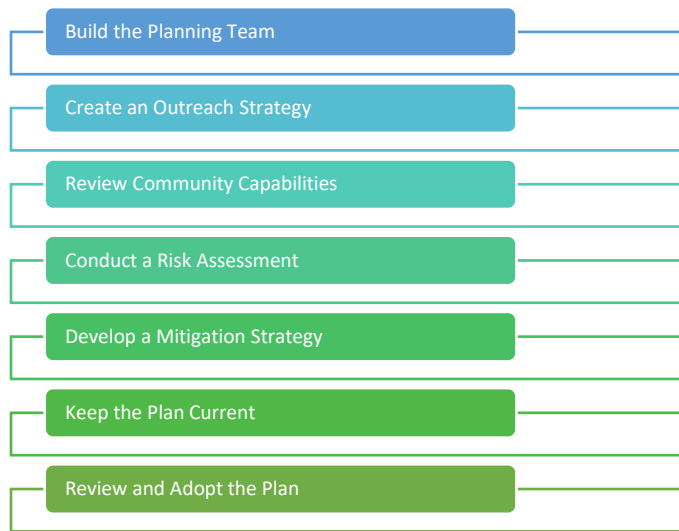 Build the Planning Team
Create an Outreach Strategy
Review Community Capabilities
Conduct a Risk Assessment
Develop a Mitigation Strategy
Keep the Plan Current
Review and Adopt the Plan